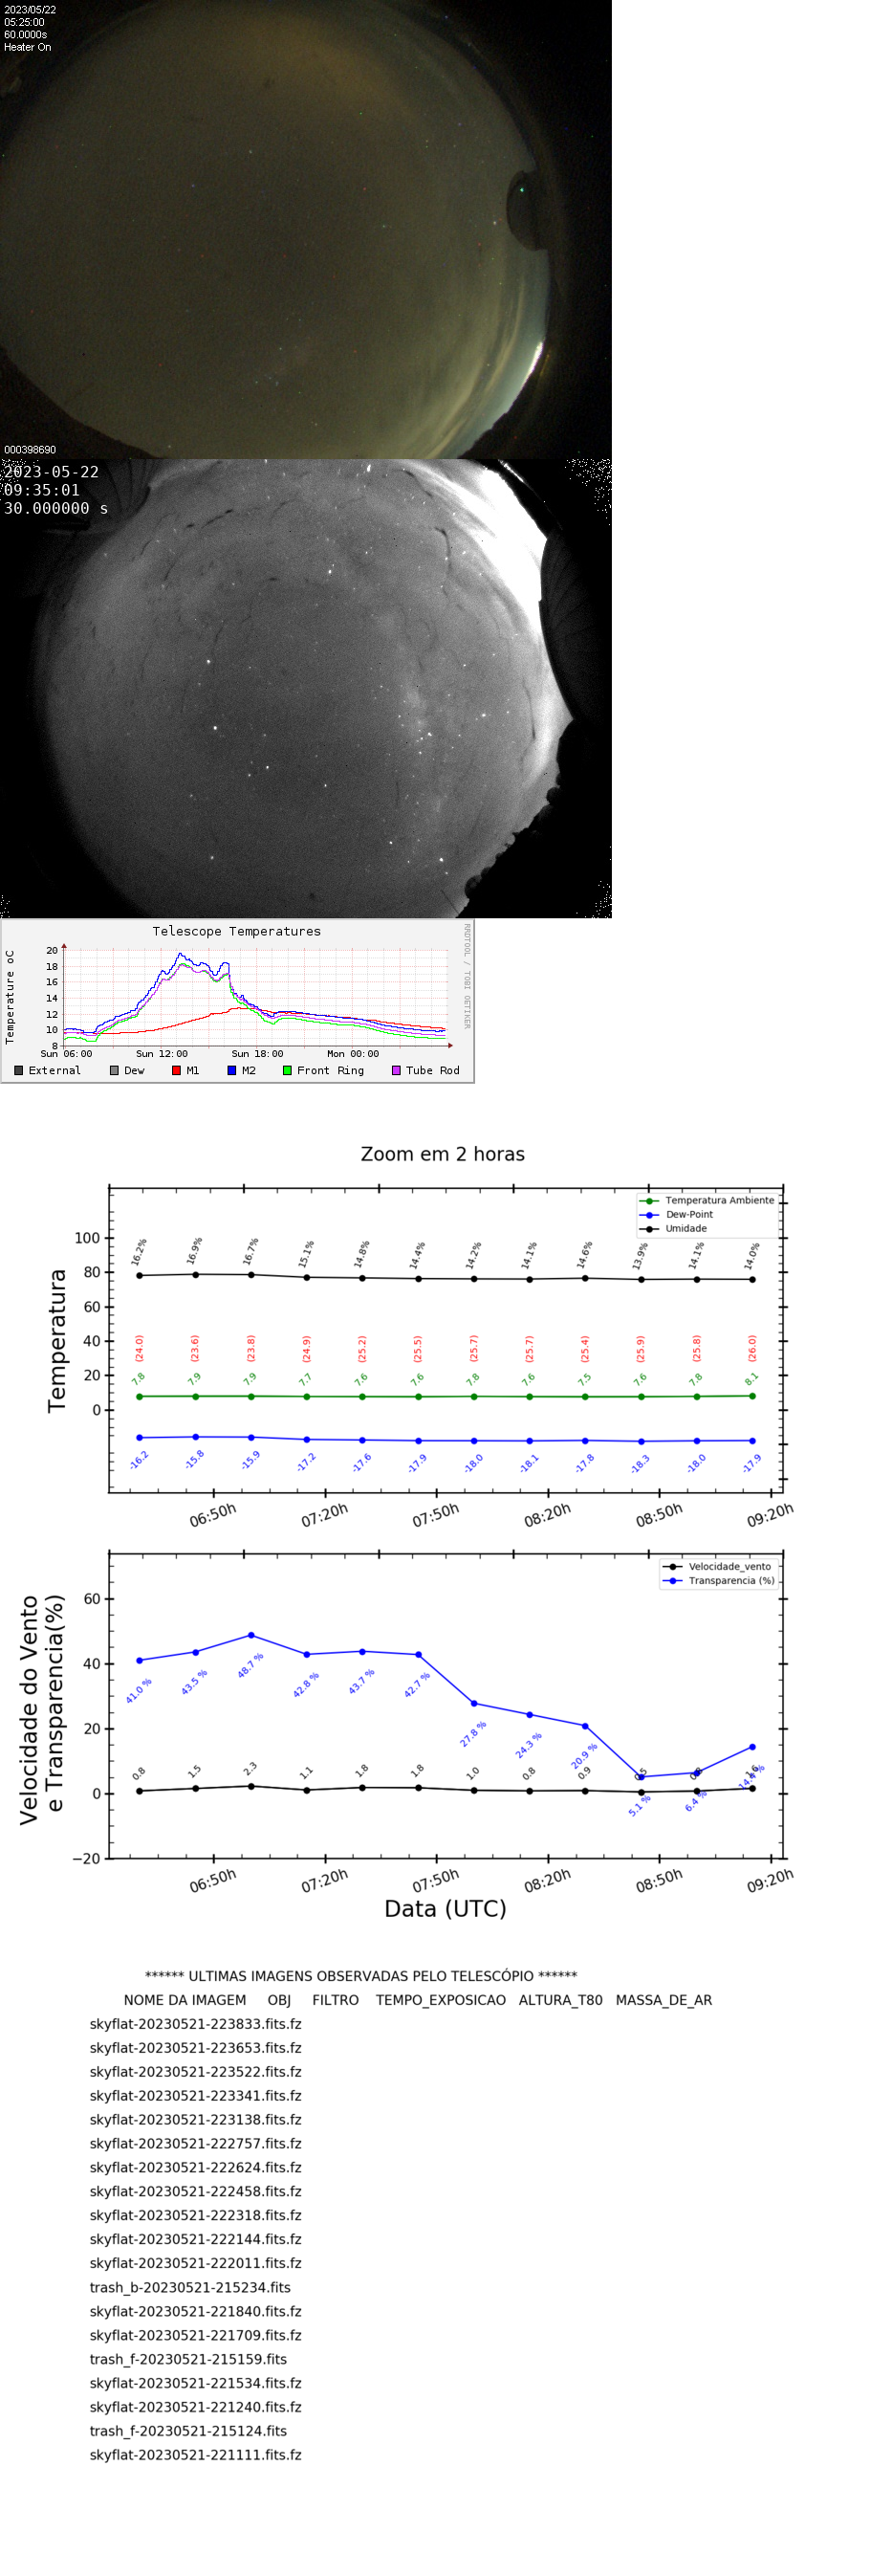 2023/05/22
05:25:00
60.0000s
Heater On
000398690
2023-05-22
09:35:01
30.000000 s
Telescope Temperatures
RRDTOOL / TOBI OETIKER
Temperature oC
20
18
16
14
12
10
8
Sun 06:00 Sun 12:00 Sun 18:00 Mon 00:00
External Dew M1 M2 Front Ring Tube Rod
Zoom em 2 horas
Temperatura
Temperatura Ambiente
Dew-Point
Umidade
100
80
60
40
20
0
16.2% 16.9% 16.7% 15.1% 14.8% 14.4% 14.2% 14.1% 14.6% 13.9% 14.1% 14.0%
(24.0) (23.6) (23.8) (24.9) (25.2) (25.5) (25.7) (25.7) (25.4) (25.9) (25.8) (26.0)
7.8 7.9 7.9 7.7 7.6 7.6 7.8 7.6 7.5 7.6 7.8 8.1
-16.2 -15.8 -15.9 -17.2 -17.6 -17.9 -18.0 -18.1 -17.8 -18.3 -18.0 -17.9
06:50h 07:20h 07:50h 08:20h 08:50h 09:20h
Velocidade do Vento
e Transparencia(%)
Velocidade_vento
Transparencia (%)
60
40
20
0
−20
41.0 % 43.5 % 48.7 % 42.8 % 43.7 % 42.7 % 27.8 % 24.3 % 20.9 % 5.1 % 6.4 %
0.8 1.5 2.3 1.1 1.8 1.8 1.0 0.8 0.9 1.6
06:50h 07:20h 07:50h 08:20h 08:50h 09:20h
Data (UTC)
****** ULTIMAS IMAGENS OBSERVADAS PELO TELESCÓPIO ******
NOME DA IMAGEM OBJ FILTRO TEMPO_EXPOSICAO ALTURA_T80 MASSA_DE_AR
skyflat-20230521-223833.fits.fz
skyflat-20230521-223653.fits.fz
skyflat-20230521-223522.fits.fz
skyflat-20230521-223341.fits.fz
skyflat-20230521-223138.fits.fz
skyflat-20230521-222757.fits.fz
skyflat-20230521-222624.fits.fz
skyflat-20230521-222458.fits.fz
skyflat-20230521-222318.fits.fz
skyflat-20230521-222144.fits.fz
skyflat-20230521-222011.fits.fz
trash_b-20230521-215234.fits
skyflat-20230521-221840.fits.fz
skyflat-20230521-221709.fits.fz
trash_f-20230521-215159.fits
skyflat-20230521-221534.fits.fz
skyflat-20230521-221240.fits.fz
trash_f-20230521-215124.fits
skyflat-20230521-221111.fits.fz